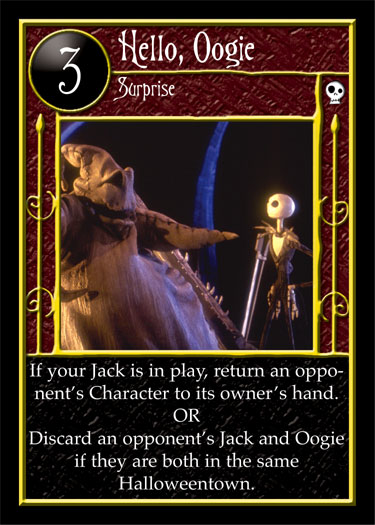 3
Hello, Oogie
Surprise
If your Jack is in play, return an oppo-
nent's Character to its owner's hand.
OR
Discard an opponent's Jack and Oogie
if they are both in the same
Halloweentown.